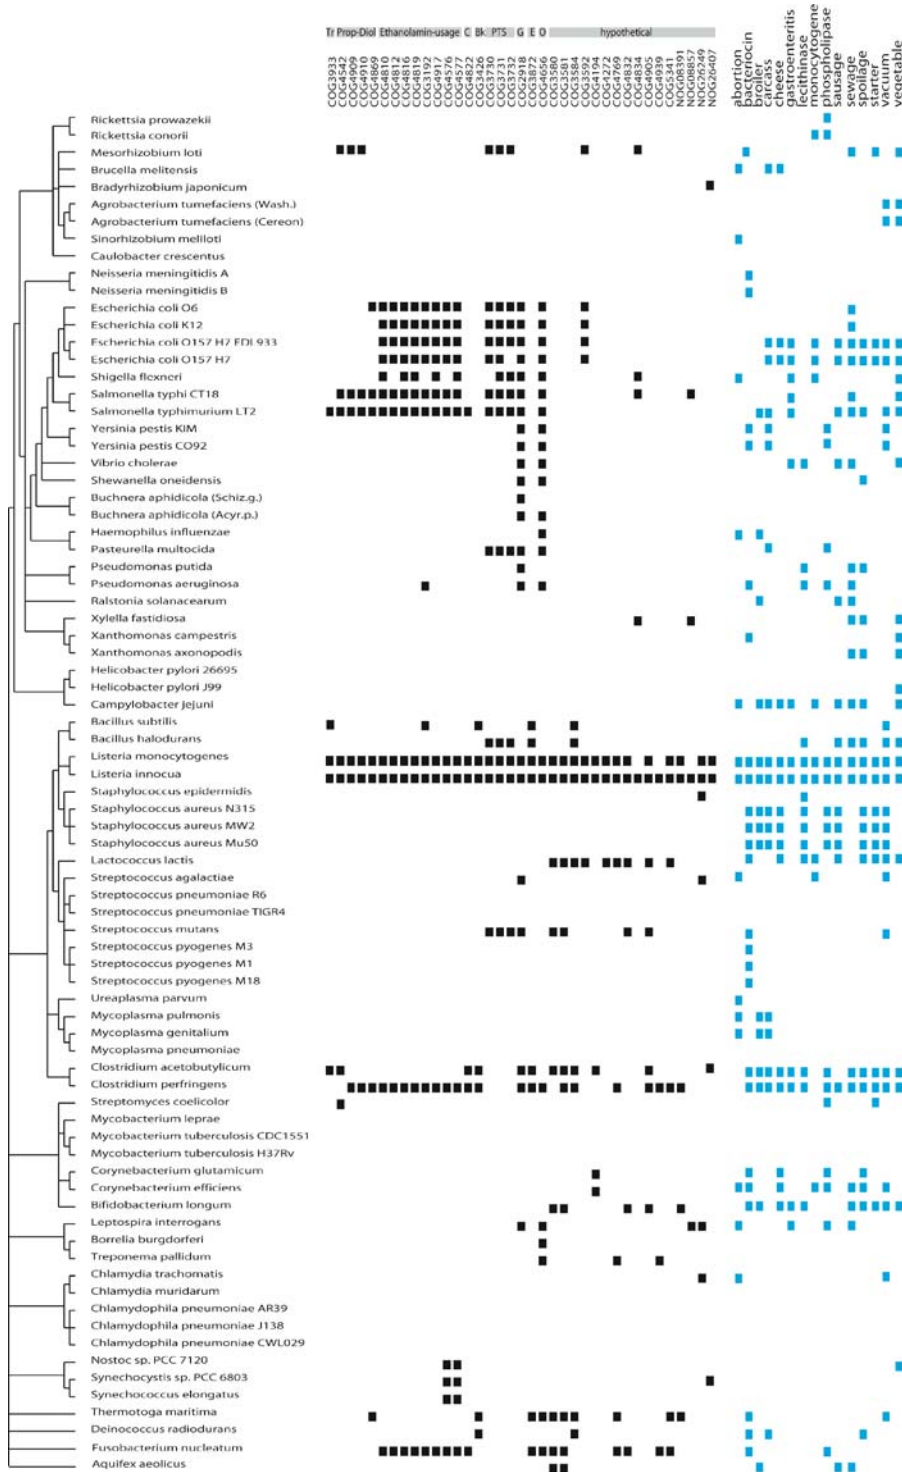 Tr Prop-Diol Ethanolamin-usage C Bk PTS G E O hypothetical
COG3933
COG4542
COG4909
COG4910
COG4869
COG4810
COG4812
COG4816
COG4819
COG3192
COG4917
COG4576
COG4577
COG4822
COG3426
COG3730
COG3731
COG3732
COG2918
COG3872
COG4656
COG3580
COG3581
COG3584
COG3592
COG4194
COG4272
COG4769
COG4832
COG4834
COG4905
COG4939
COG5341
NOG08391
NOG08857
NOG26249
NOG26407
abortion
bacteriocin
broiler
carcass
chese
gastroenteritis
lecithinase
monocytogene
phospholipase
sausage
sewage
spoilage
starter
vacuum
vegetable
Rickettsia prowazekii
Rickettsia conorii
Mesorhizobium loti
Brucella melitensis
Bradyrhizobium japonicum
Agrobacterium tumefaciens (Wash.)
Agrobacterium tumefaciens (Cereon)
Sinorhizobium meliloti
Caulobacter crescentus
Neisseria meningitidis A
Neisseria meningitidis B
Escherichia coli O6
Escherichia coli K12
Escherichia coli O157 H7 EDL933
Escherichia coli O157 H7
Shigella flexneri
Salmonella typhi CT18
Salmonella typhimurium LT2
Yersinia pestis KIM
Yersinia pestis CO92
Vibrio cholerae
Shewanella oneidensis
Buchnera aphidicola (Schiz.g.)
Buchnera aphidicola (Acyr.p.)
Haemophilus influenzae
Pasteurella multocida
Pseudomonas putida
Pseudomonas aeruginosa
Ralstonia solanacearum
Xylella fastidiosa
Xanthomonas campestris
Xanthomonas axonopodis
Helicobacter pylori 26695
Helicobacter pylori J99
Campylobacter jejuni
Bacillus subtilis
Bacillus halodurans
Listeria monocytogenes
Listeria innocua
Staphylococcus epidermidis
Staphylococcus aureus N315
Staphylococcus aureus MW2
Staphylococcus aureus Mu50
Lactococcus lactis
Streptococcus agalactiae
Streptococcus pneumoniae R6
Streptococcus pneumoniae TIGR4
Streptococcus mutans
Streptococcus pyogenes M3
Streptococcus pyogenes M1
Streptococcus pyogenes M18
Ureaplasma parvum
Mycoplasma pulmonis
Mycoplasma genitalium
Mycoplasma pneumoniae
Clostridium acetobutylicum
Clostridium perfringens
Streptomyces coelicolor
Mycobacterium leprae
Mycobacterium tuberculosis CDC1551
Mycobacterium tuberculosis H37Rv
Corynebacterium glutamicum
Corynebacterium efficiens
Bifidobacterium longum
Leptospira interrogans
Borrelia burgdorferi
Treponema pallidum
Chlamydia trachomatis
Chlamydia muridarum
Chlamydophila pneumoniae AR39
Chlamydophila pneumoniae J138
Chlamydophila pneumoniae CWL029
Nostoc sp. PCC 7120
Synechocystis sp. PCC 6803
Synechococcus elongatus
Thermotoga maritima
Deinococcus radiodurans
Fusobacterium nucleatum
Aquifex aeolicus